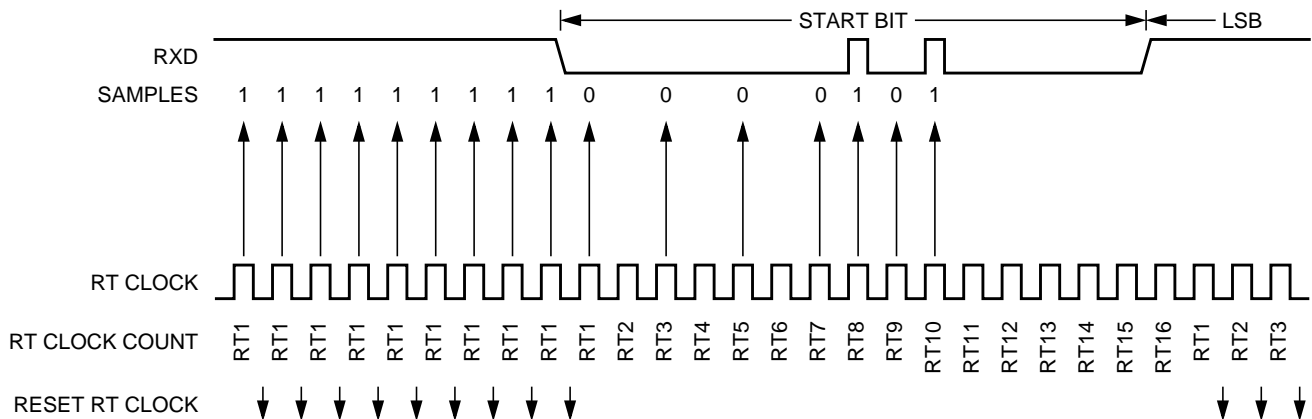 START BIT LSB
RXD
SAMPLES 1 1 1 1 1 1 1 1 1 0 0 0 0 1 0 1
RT CLOCK
RT CLOCK COUNT RT1 RT1 RT1 RT1 RT1 RT1 RT1 RT1 RT1 RT1 RT2 RT3 RT4 RT5 RT6 RT7 RT8 RT9 RT10 RT11 RT12 RT13 RT14 RT15 RT16 RT1 RT2 RT3
RESET RT CLOCK